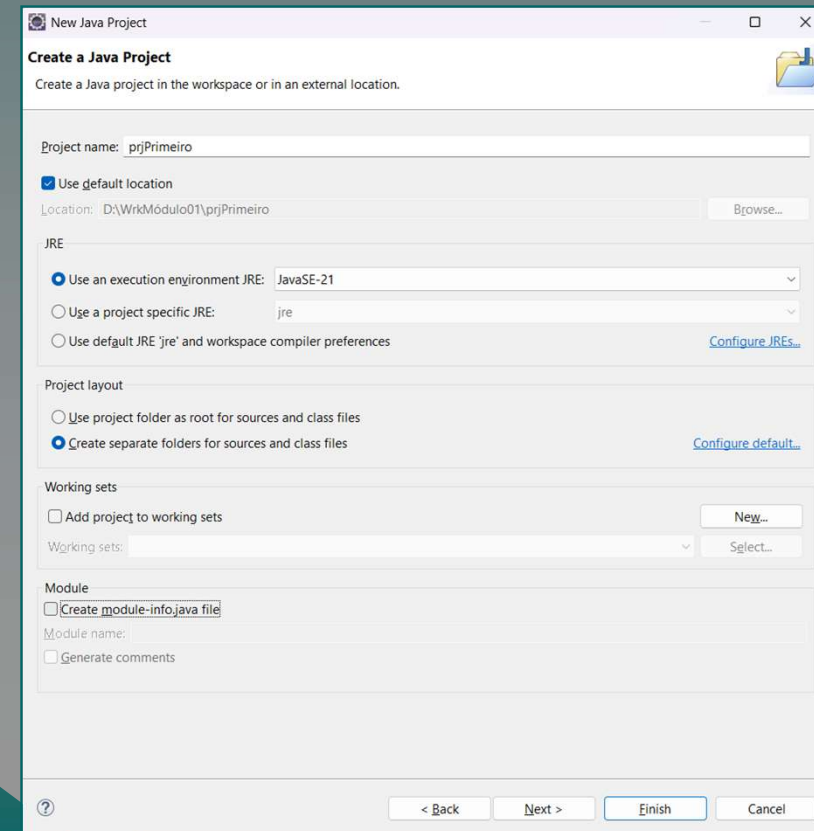 New Java Project
Create a Java Project
Create a Java project in the workspace or in an external location.
Project name: prjPrimeiro
Use default location
Location: D:\WrkMódulo01\prjPrimeiro Browse...
JRE
Use an execution environment JRE: JavaSE-21
Use a project specific JRE: jre
Use default JRE 'jre' and workspace compiler preferences Configure JREs...
Project layout
Use project folder as root for sources and class files
Create separate folders for sources and class files Configure default...
Working sets
Add project to working sets New...
Working sets: Select...
Module
Create module-info.java file
Module name:
Generate comments
? < Back Next > Finish Cancel